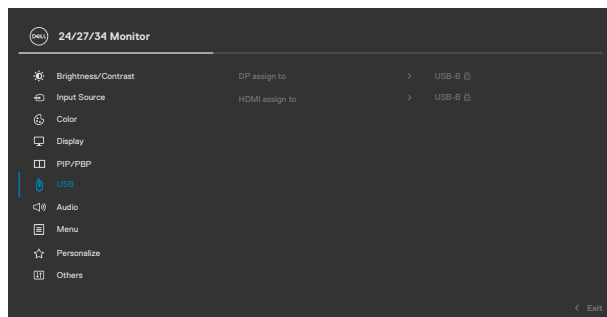 DELL 24/27/34 Monitor
Brightness/Contrast DP assign to > USB-B
Input Source HDMI assign to > USB-B
Color
Display
PIP/PBP
USB
Audio
Menu
Personalize
Others
< Exit